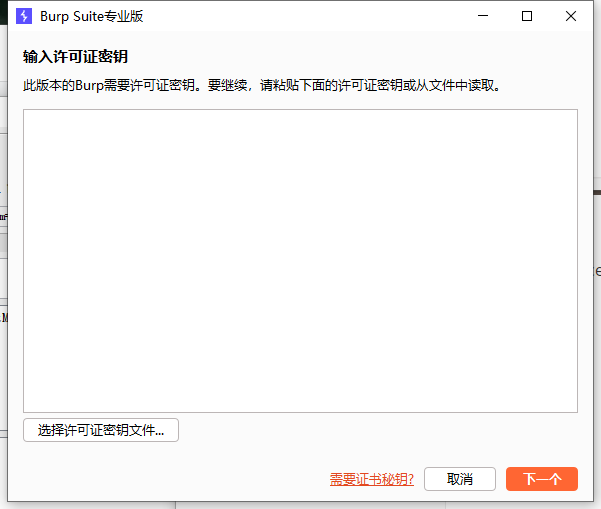 Burp Suite专业版
输入许可证密钥
此版本的Burp需要许可证密钥。要继续，请粘贴下面的许可证密钥或从文件中读取。
选择许可证密钥文件...
需要证书秘钥?
取消
下一个